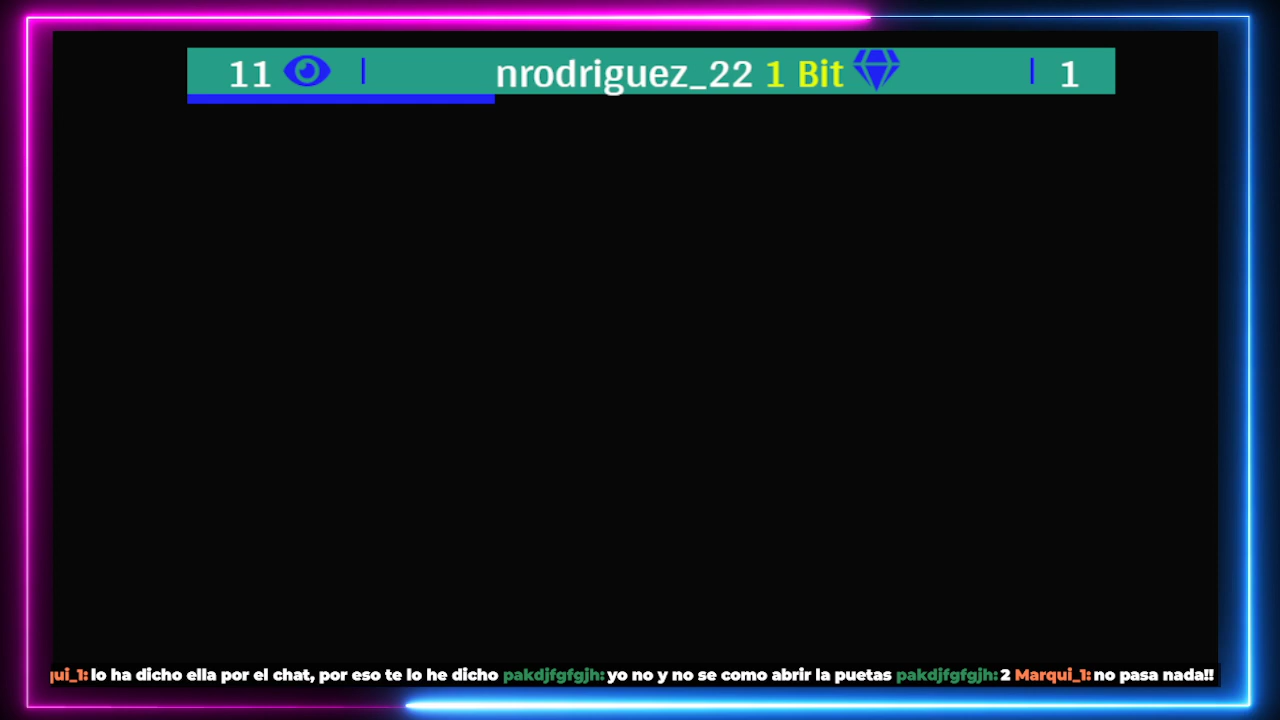 11 nrodriguez_22 1 Bit 1
qui_1: lo ha dicho ella por el chat, por eso te lo he dicho pakdjfgfgjh: yo no y no se como abrir la puetas pakdjfgfgjh: 2 Marqui_1: no pasa nada!!